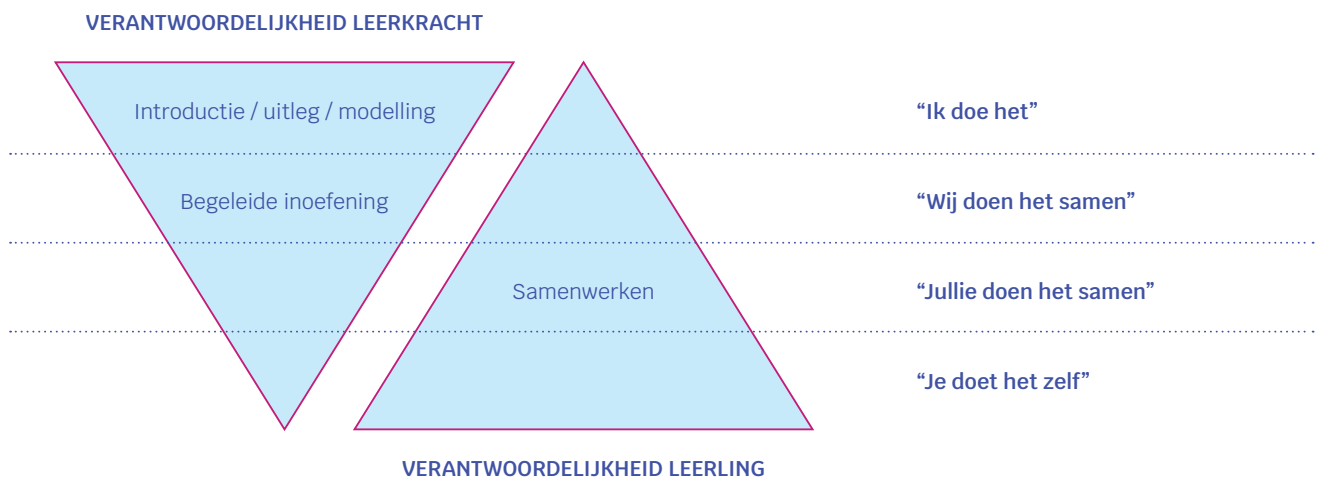 VERANTWOORDELIJKHEID LEERKRACHT
Introductie / uitleg / modelling
“Ik doe het”
Begeleide inoefening
“Wij doen het samen”
Samenwerken
“Jullie doen het samen”
“Je doet het zelf”
VERANTWOORDELIJKHEID LEERLING